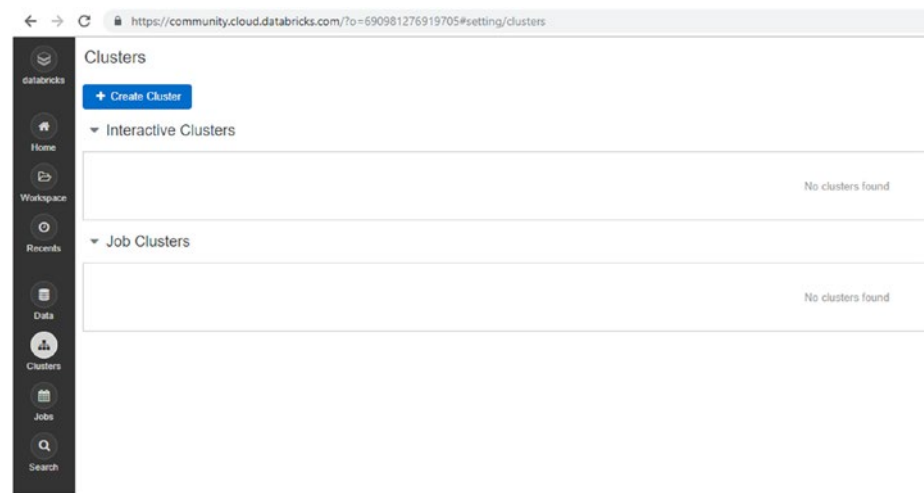 https://community.cloud.databricks.com/?o=690981276919705#setting/clusters
databricks
Home
Workspace
Recents
Data
Clusters
Jobs
Search
Clusters
+ Create Cluster
Interactive Clusters
No clusters found
Job Clusters
No clusters found